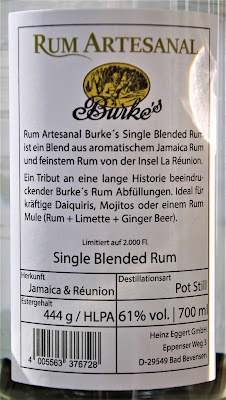 RUM ARTESANAL
Burke's
Rum Artesanal Burke´s Single Blended Rum
ist ein Blend aus aromatischem Jamaica Rum
und feinstem Rum von der Insel La Réunion.
Ein Tribut an eine lange Historie beeindru-
ckender Burke´s Rum Abfüllungen. Ideal für
kräftige Daiquiris, Mojitos oder einem Rum
Mule (Rum + Limette + Ginger Beer).
Limitiert auf 2.000 Fl.
Single Blended Rum
Herkunft
Jamaica & Réunion
Destillationsart
Pot Still
Estergehalt
444 g / HLPA
61% vol.
700 ml
Heinz Eggert GmbH
Eppenser Weg 3
D-29549 Bad Bevensen
4 005563 376728